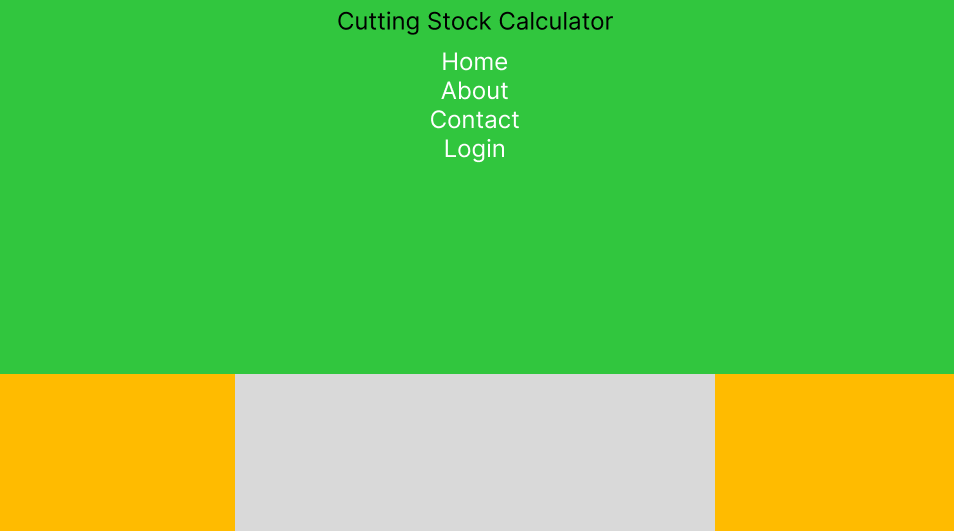 Cutting Stock Calculator
Home
About
Contact
Login